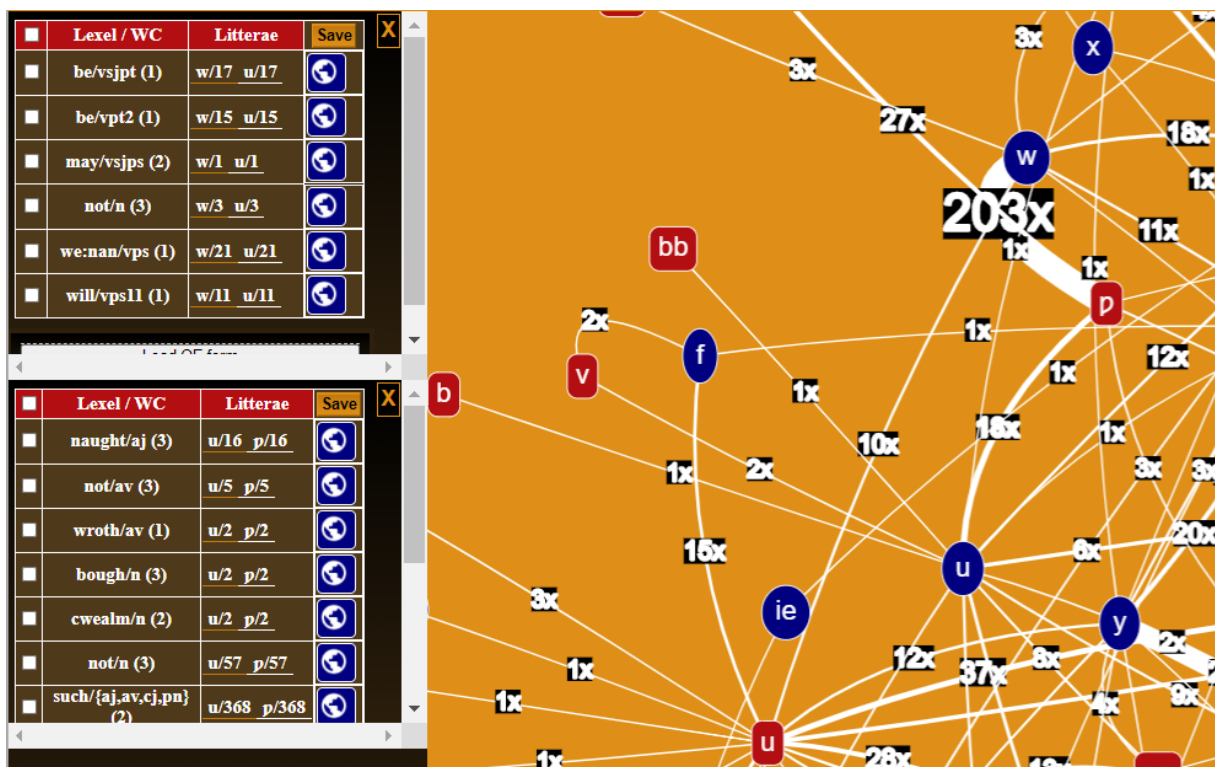 Lexel / WC Litterae Save X
be/vsjpt (1) w/17 u/17
be/vpt2 (1) w/15 u/15
may/vsjps (2) w/1 u/1
not/n (3) w/3 u/3
we:nan/vps (1) w/21 u/21
will/vps11 (1) w/11 u/11
Lexel / WC Litterae Save X
naught/aj (3) u/16 p/16
not/av (3) u/5 p/5
wroth/av (1) u/2 p/2
bough/n (3) u/2 p/2
cwealm/n (2) u/2 p/2
not/n (3) u/57 p/57
such/{aj,av,cj,pn}
(2) u/368 p/368
3x
x
3x
27x
18x
w
1x
203x
11x
1x
bb
1x
p
2x
1x
f
12x
v
1x
b
1x
18x
1x
10x
2x
1x
3x
3x
20x
15x
6x
u
3x
ie
y
2x
12x
8x
1x
37x
9x
1x
4x
u
28x
1x